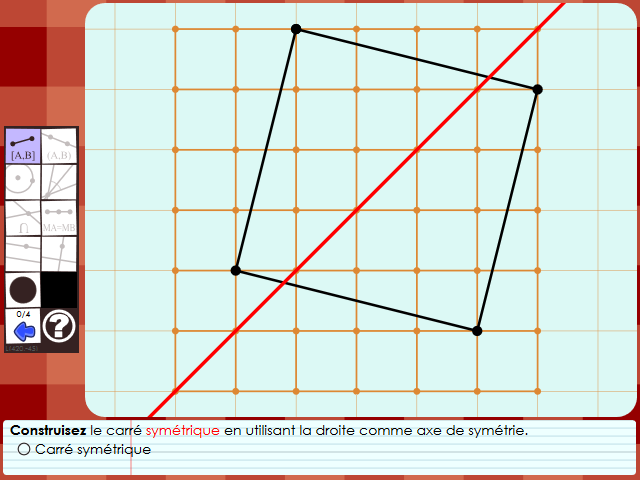 [A,B]
(A,B)
MA=MB
0/4
?
Construisez le carré symétrique en utilisant la droite comme axe de symétrie.
Carré symétrique